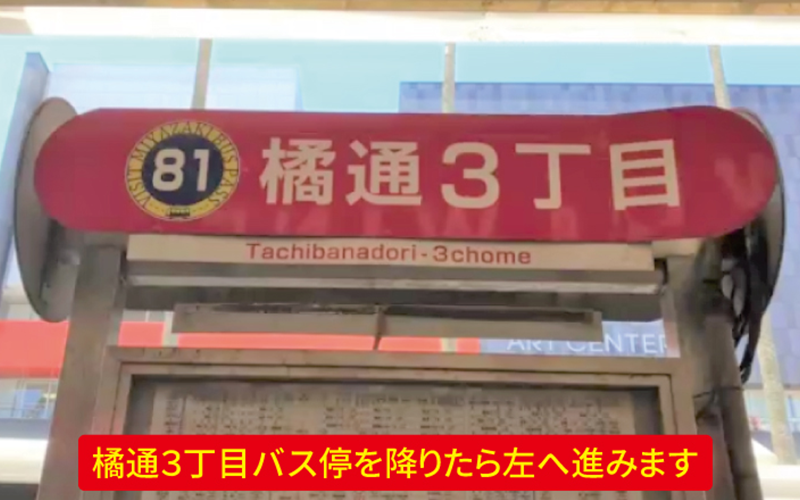 VISIT MIYAZAKI BUS PASS
81
橘通3丁目
Tachibanadori-3chome
ART CENTER
橘通3丁目バス停を降りたら左へ進みます